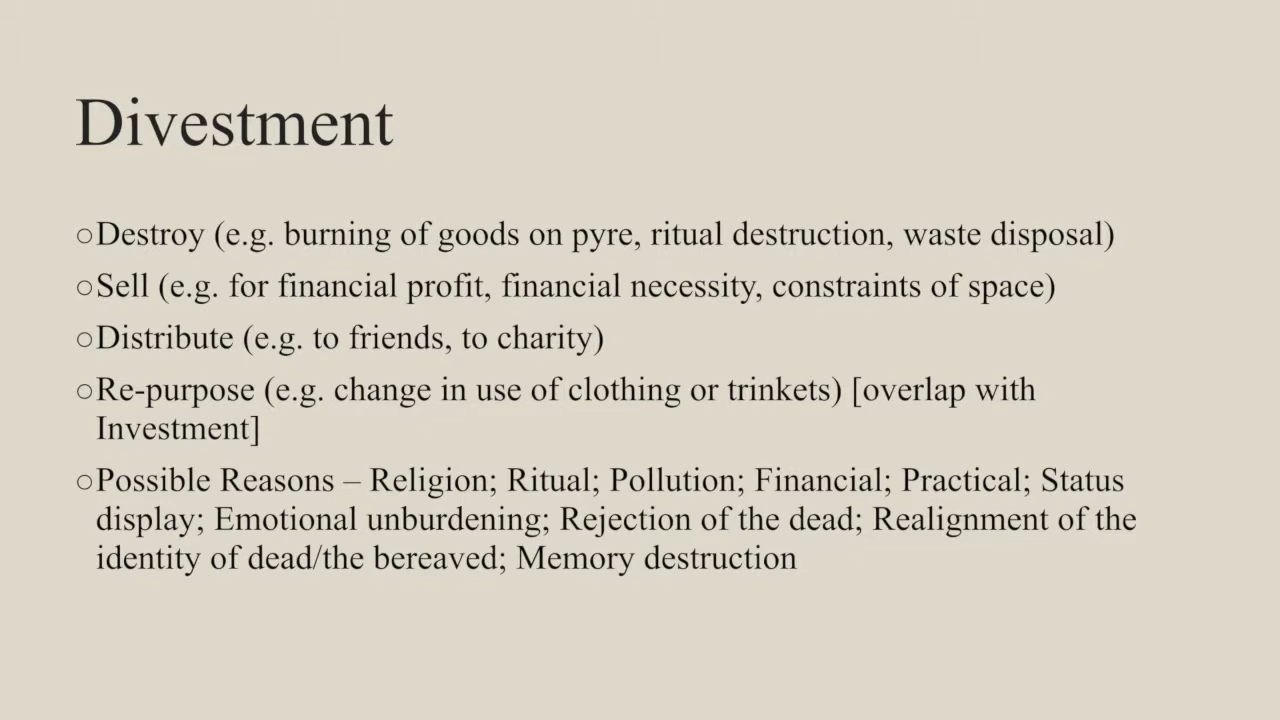 Divestment
○Destroy (e.g. burning of goods on pyre, ritual destruction, waste disposal)
○Sell (e.g. for financial profit, financial necessity, constraints of space)
○Distribute (e.g. to friends, to charity)
○Re-purpose (e.g. change in use of clothing or trinkets) [overlap with
Investment]
○Possible Reasons – Religion; Ritual; Pollution; Financial; Practical; Status
display; Emotional unburdening; Rejection of the dead; Realignment of the
identity of dead/the bereaved; Memory destruction